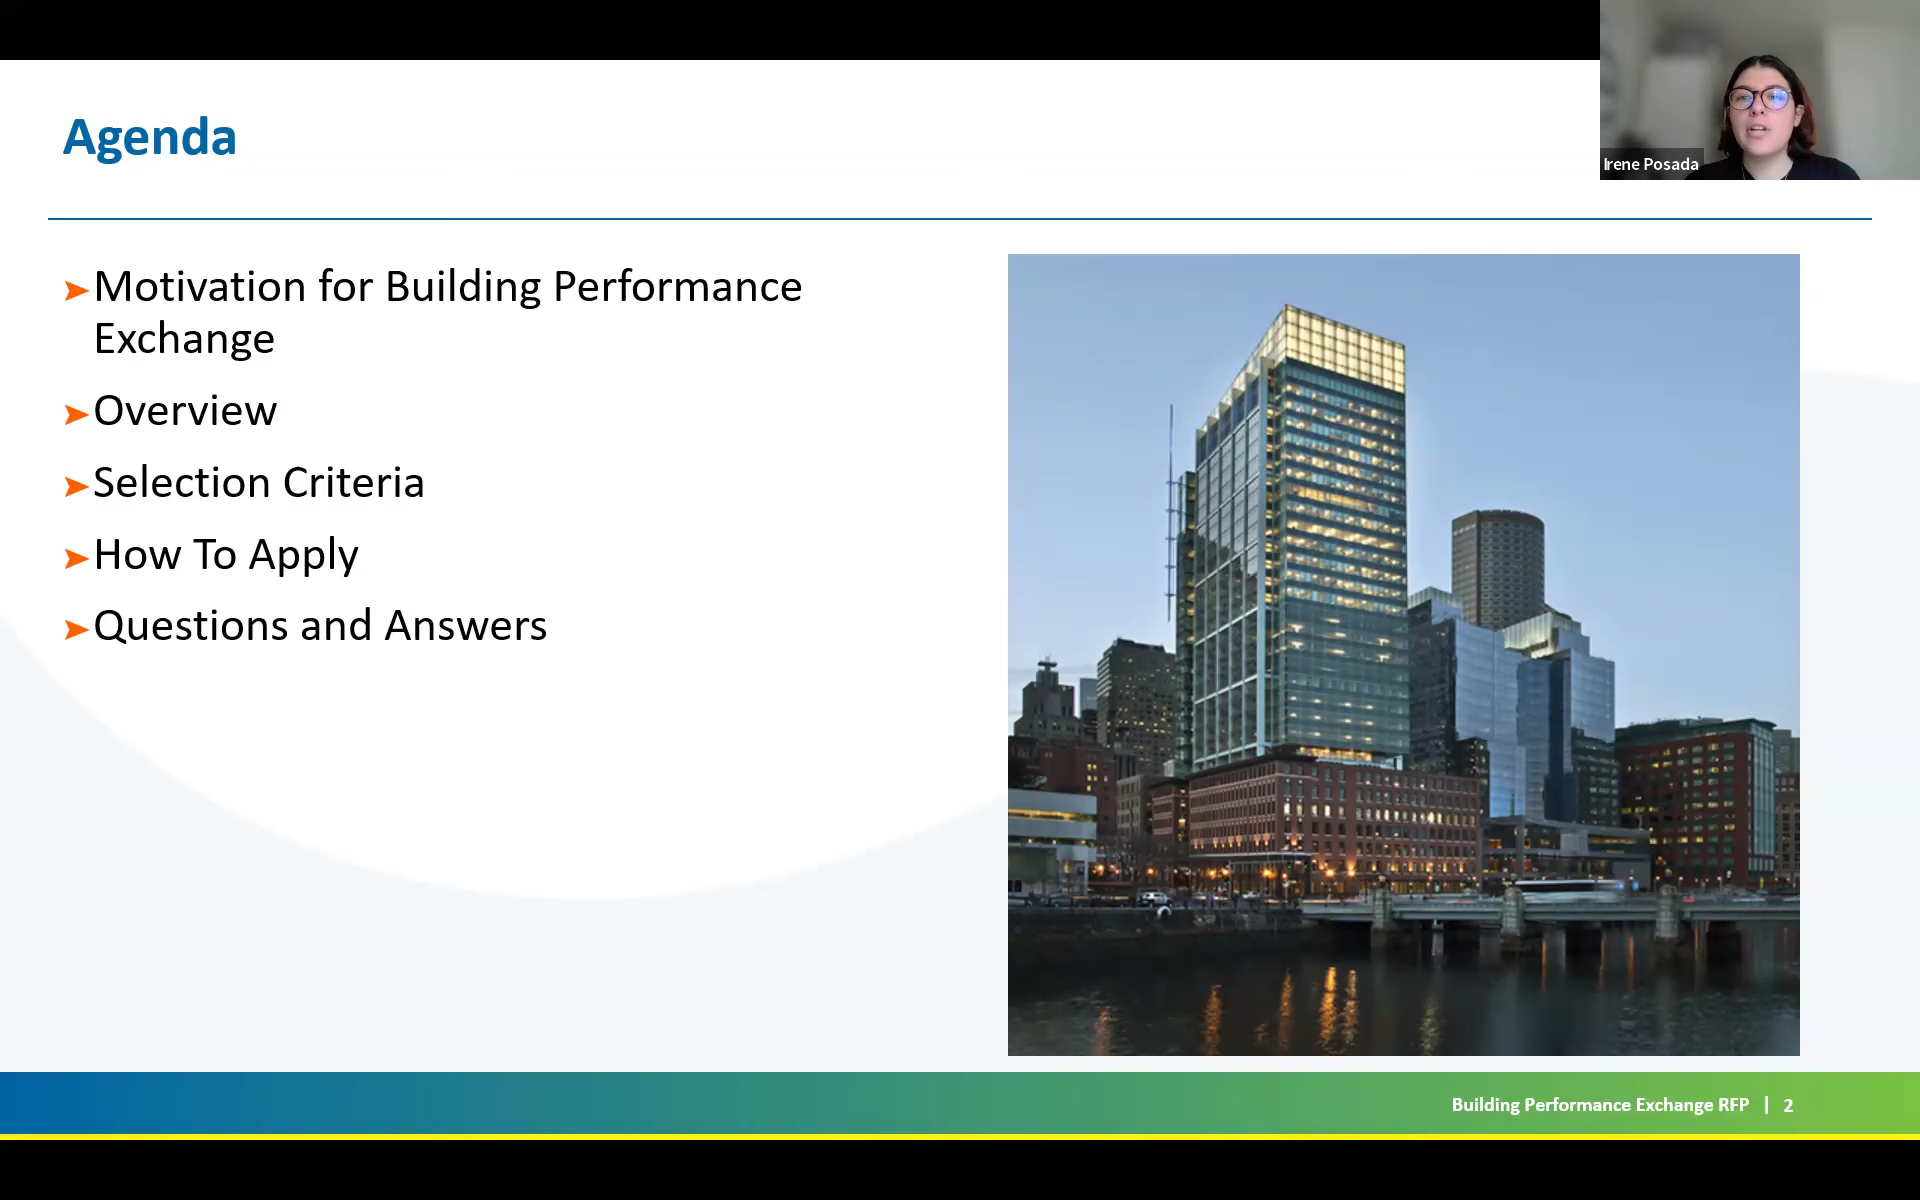 Agenda
Irene Posada
Motivation for Building Performance
Exchange
Overview
Selection Criteria
How To Apply
Questions and Answers
Building Performance Exchange RFP | 2